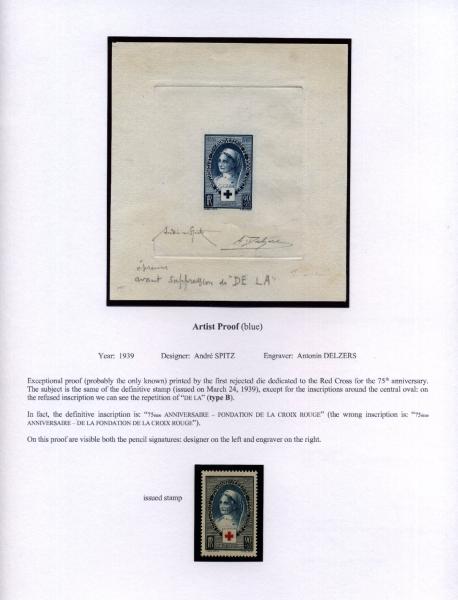 André Spitz
A. Delzers
épreuve
avant suppression de "DE LA"
Artist Proof (blue)
Year: 1939 Designer: André SPITZ Engraver: Antonin DELZERS
Exceptional proof (probably the only known) printed by the first rejected die dedicated to the Red Cross for the 75th anniversary.
The subject is the same of the definitive stamp (issued on March 24, 1939), except for the inscriptions around the central oval: on
the refused inscription we can see the repetition of "DE LA" (type B).
In fact, the definitive inscription is: "75ème ANNIVERSAIRE – FONDATION DE LA CROIX ROUGE" (the wrong inscription is: "75ème
ANNIVERSAIRE – DE LA FONDATION DE LA CROIX ROUGE").
On this proof are visible both the pencil signatures: designer on the left and engraver on the right.
issued stamp